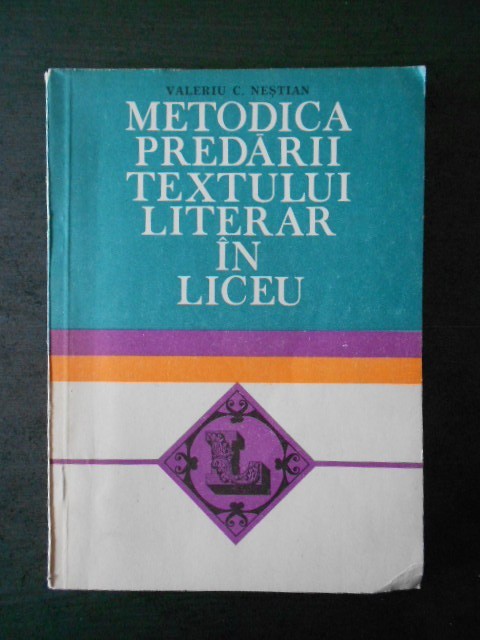 VALERIU C. NEȘTIAN
METODICA
PREDĂRII
TEXTULUI
LITERAR
ÎN
LICEU
L